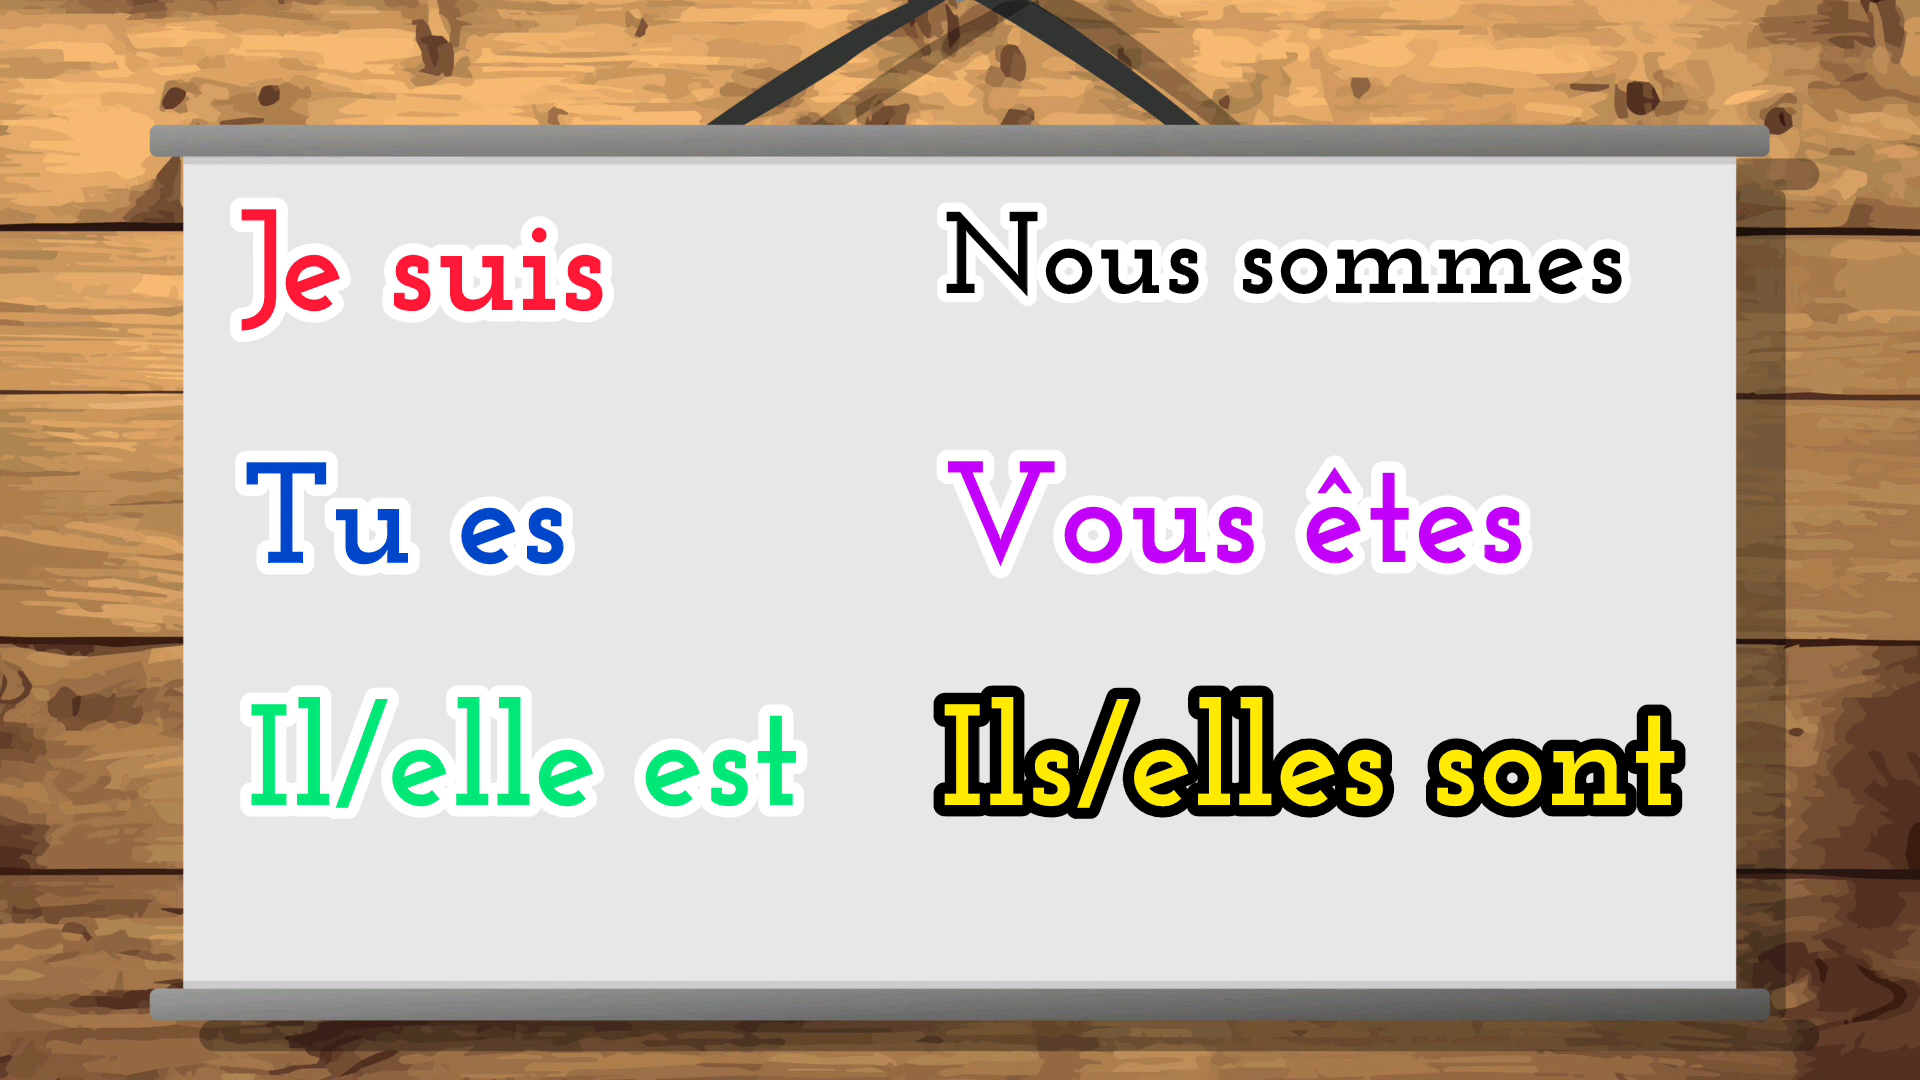 Je suis
Tu es
Il/elle est
Nous sommes
Vous êtes
Ils/elles sont